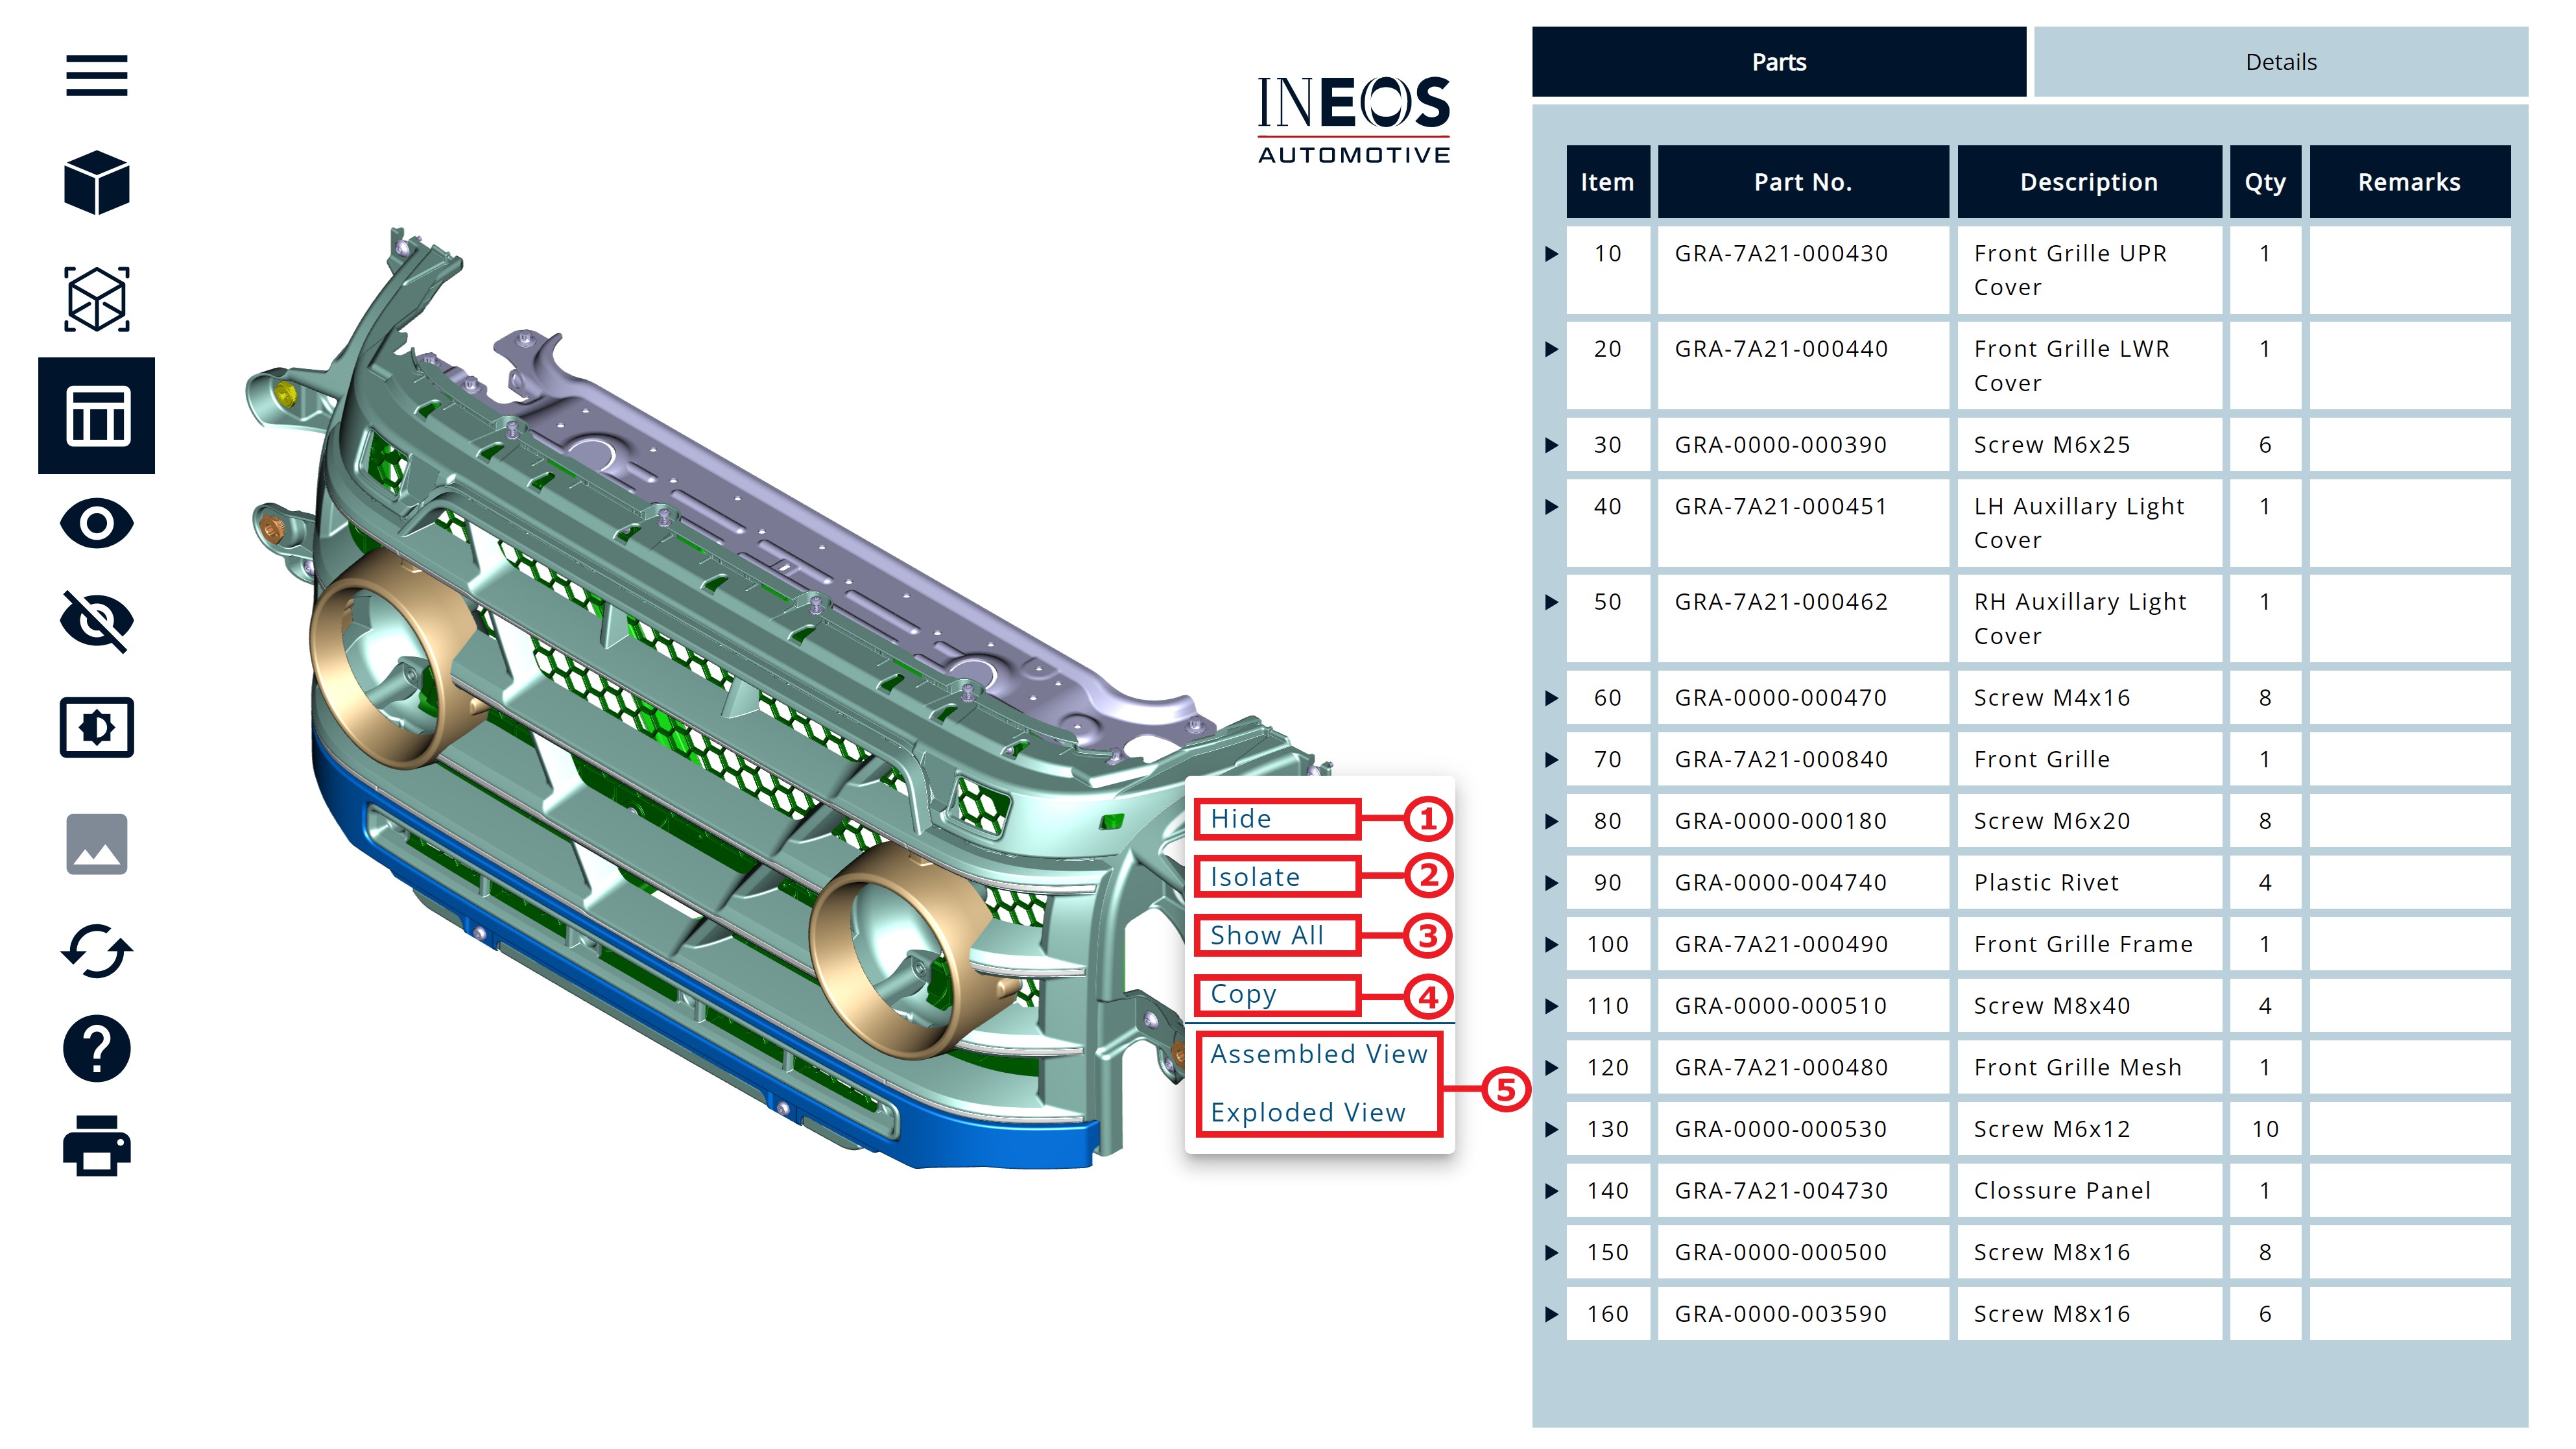 INEOS
AUTOMOTIVE
Hide 1
Isolate 2
Show All 3
Copy 4
Assembled View
Exploded View
5
Parts Details
Item Part No. Description Qty Remarks
10 GRA-7A21-000430 Front Grille UPR 1
Cover
20 GRA-7A21-000440 Front Grille LWR 1
Cover
30 GRA-0000-000390 Screw M6x25 6
40 GRA-7A21-000451 LH Auxillary Light 1
Cover
50 GRA-7A21-000462 RH Auxillary Light 1
Cover
60 GRA-0000-000470 Screw M4x16 8
70 GRA-7A21-000840 Front Grille 1
80 GRA-0000-000180 Screw M6x20 8
90 GRA-0000-004740 Plastic Rivet 4
100 GRA-7A21-000490 Front Grille Frame 1
110 GRA-0000-000510 Screw M8x40 4
120 GRA-7A21-000480 Front Grille Mesh 1
130 GRA-0000-000530 Screw M6x12 10
140 GRA-7A21-004730 Clossure Panel 1
150 GRA-0000-000500 Screw M8x16 8
160 GRA-0000-003590 Screw M8x16 6